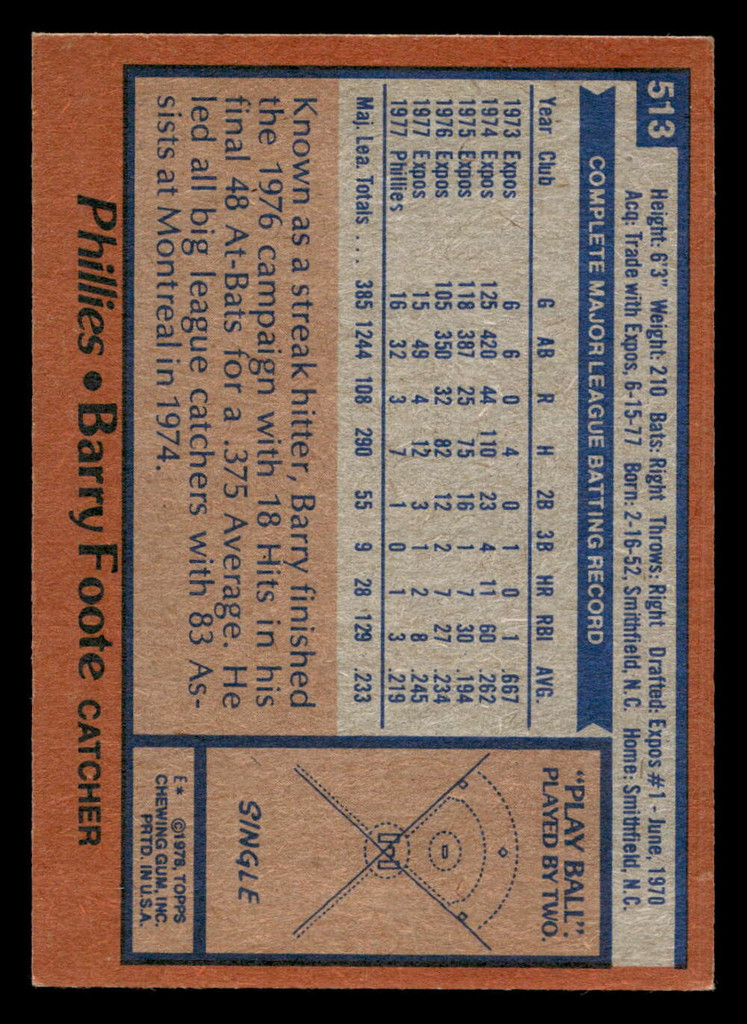 513
Height: 6'3" Weight: 210 Bats: Right Throws: Right Drafted: Expos #1 - June, 1970
Acq: Trade with Expos, 6-15-77 Born: 2-16-52, Smithfield, N.C. Home: Smithfield, N.C.
COMPLETE MAJOR LEAGUE BATTING RECORD
Year Club G AB R H 2B 3B HR RBI AVG.
1973 Expos 6 6 0 4 0 1 0 1 .667
1974 Expos 125 420 44 110 23 4 11 60 .262
1975 Expos 118 387 25 75 16 1 7 30 .194
1976 Expos 105 350 32 82 12 2 7 27 .234
1977 Expos 15 49 4 12 3 1 2 8 .245
1977 Phillies 16 32 3 7 1 0 1 3 .219
Maj. Lea. Totals ... 385 1244 108 290 55 9 28 129 .233
Known as a streak hitter, Barry finished
the 1976 campaign with 18 Hits in his
final 48 At-Bats for a .375 Average. He
led all big league catchers with 83 As-
sists at Montreal in 1974.
"PLAY BALL":
PLAYED BY TWO.
SINGLE
E* ©1978, TOPPS
CHEWING GUM, INC.
PRTD. IN U.S.A.
Phillies • Barry Foote CATCHER